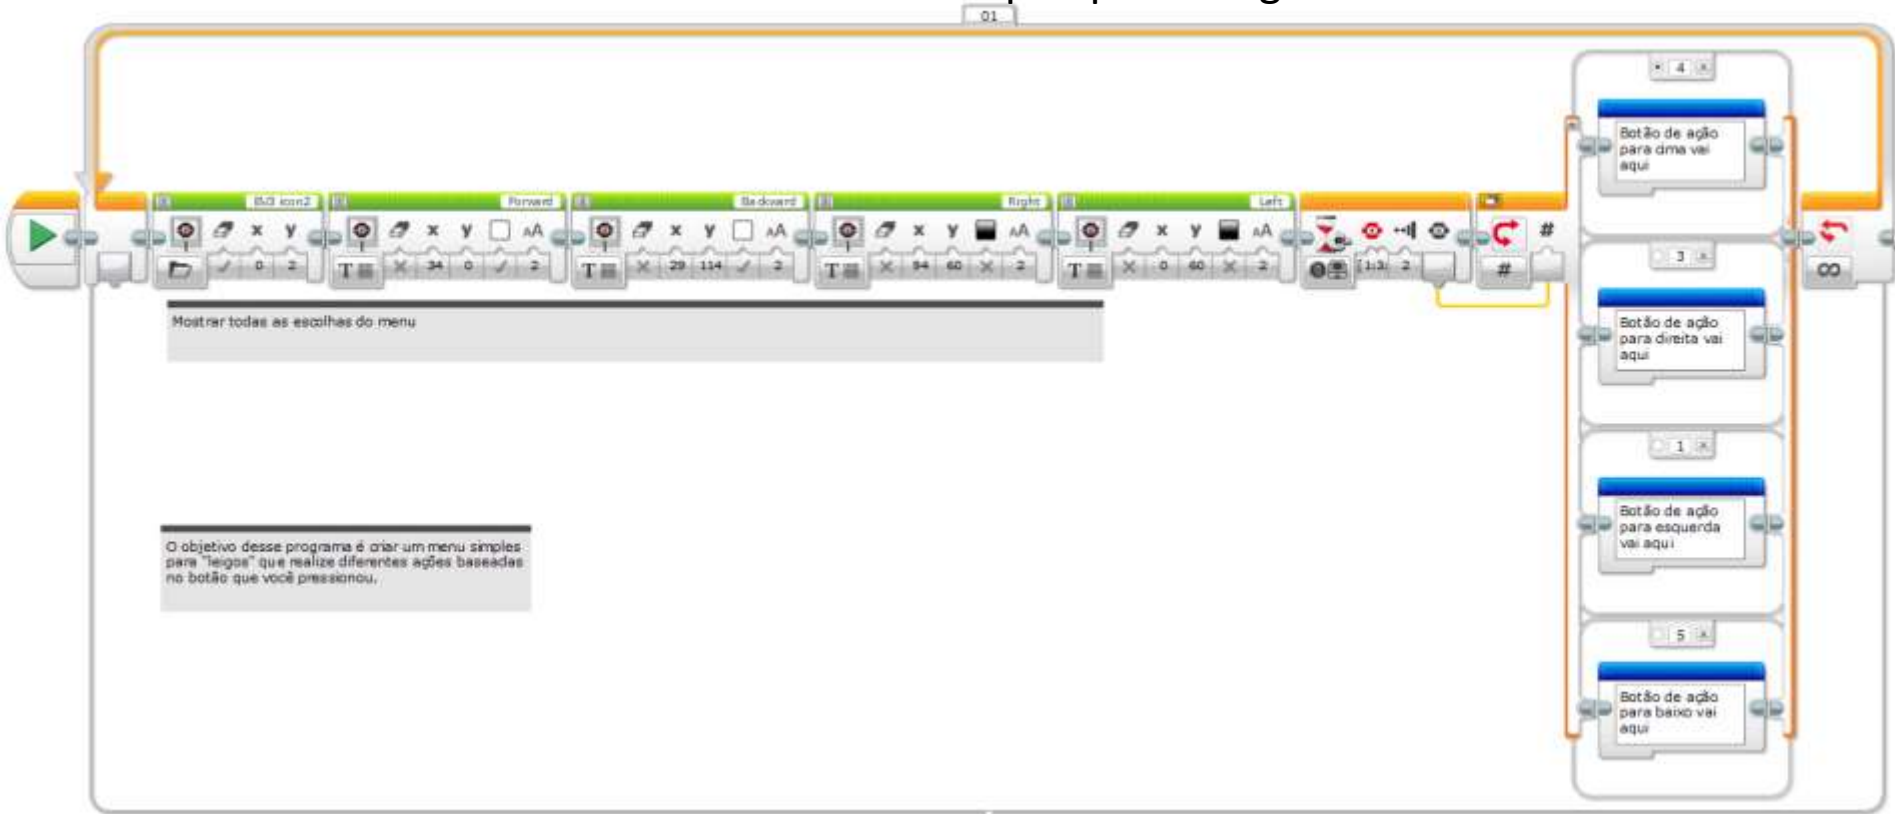 01
4
Botão de ação
para cima vai
aqui
Forward
Backward
Right
Left
x y
0 2
x y AA
34 0 2
x y AA
29 114 2
x y AA
94 60 2
x y AA
0 60 2
2
#
#
∞
3
Botão de ação
para direita vai
aqui
Mostrar todas as escolhas do menu
1
Botão de ação
para esquerda
vai aqui
O objetivo desse programa é criar um menu simples
para "leigos" que realize diferentes ações baseadas
no botão que você pressionou.
5
Botão de ação
para baixo vai
aqui